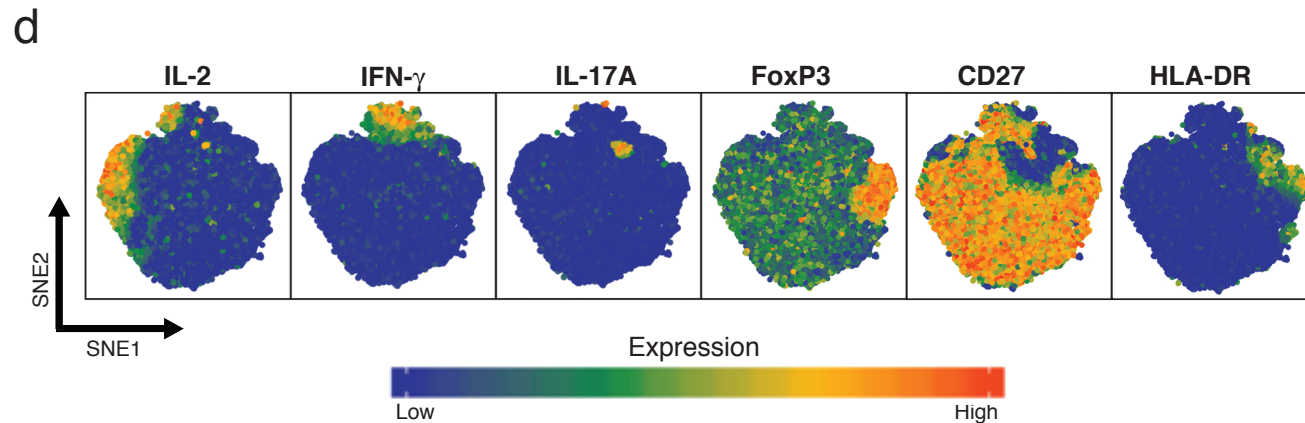 d
IL-2 IFN-γ IL-17A FoxP3 CD27 HLA-DR
SNE2
SNE1
Expression
Low High